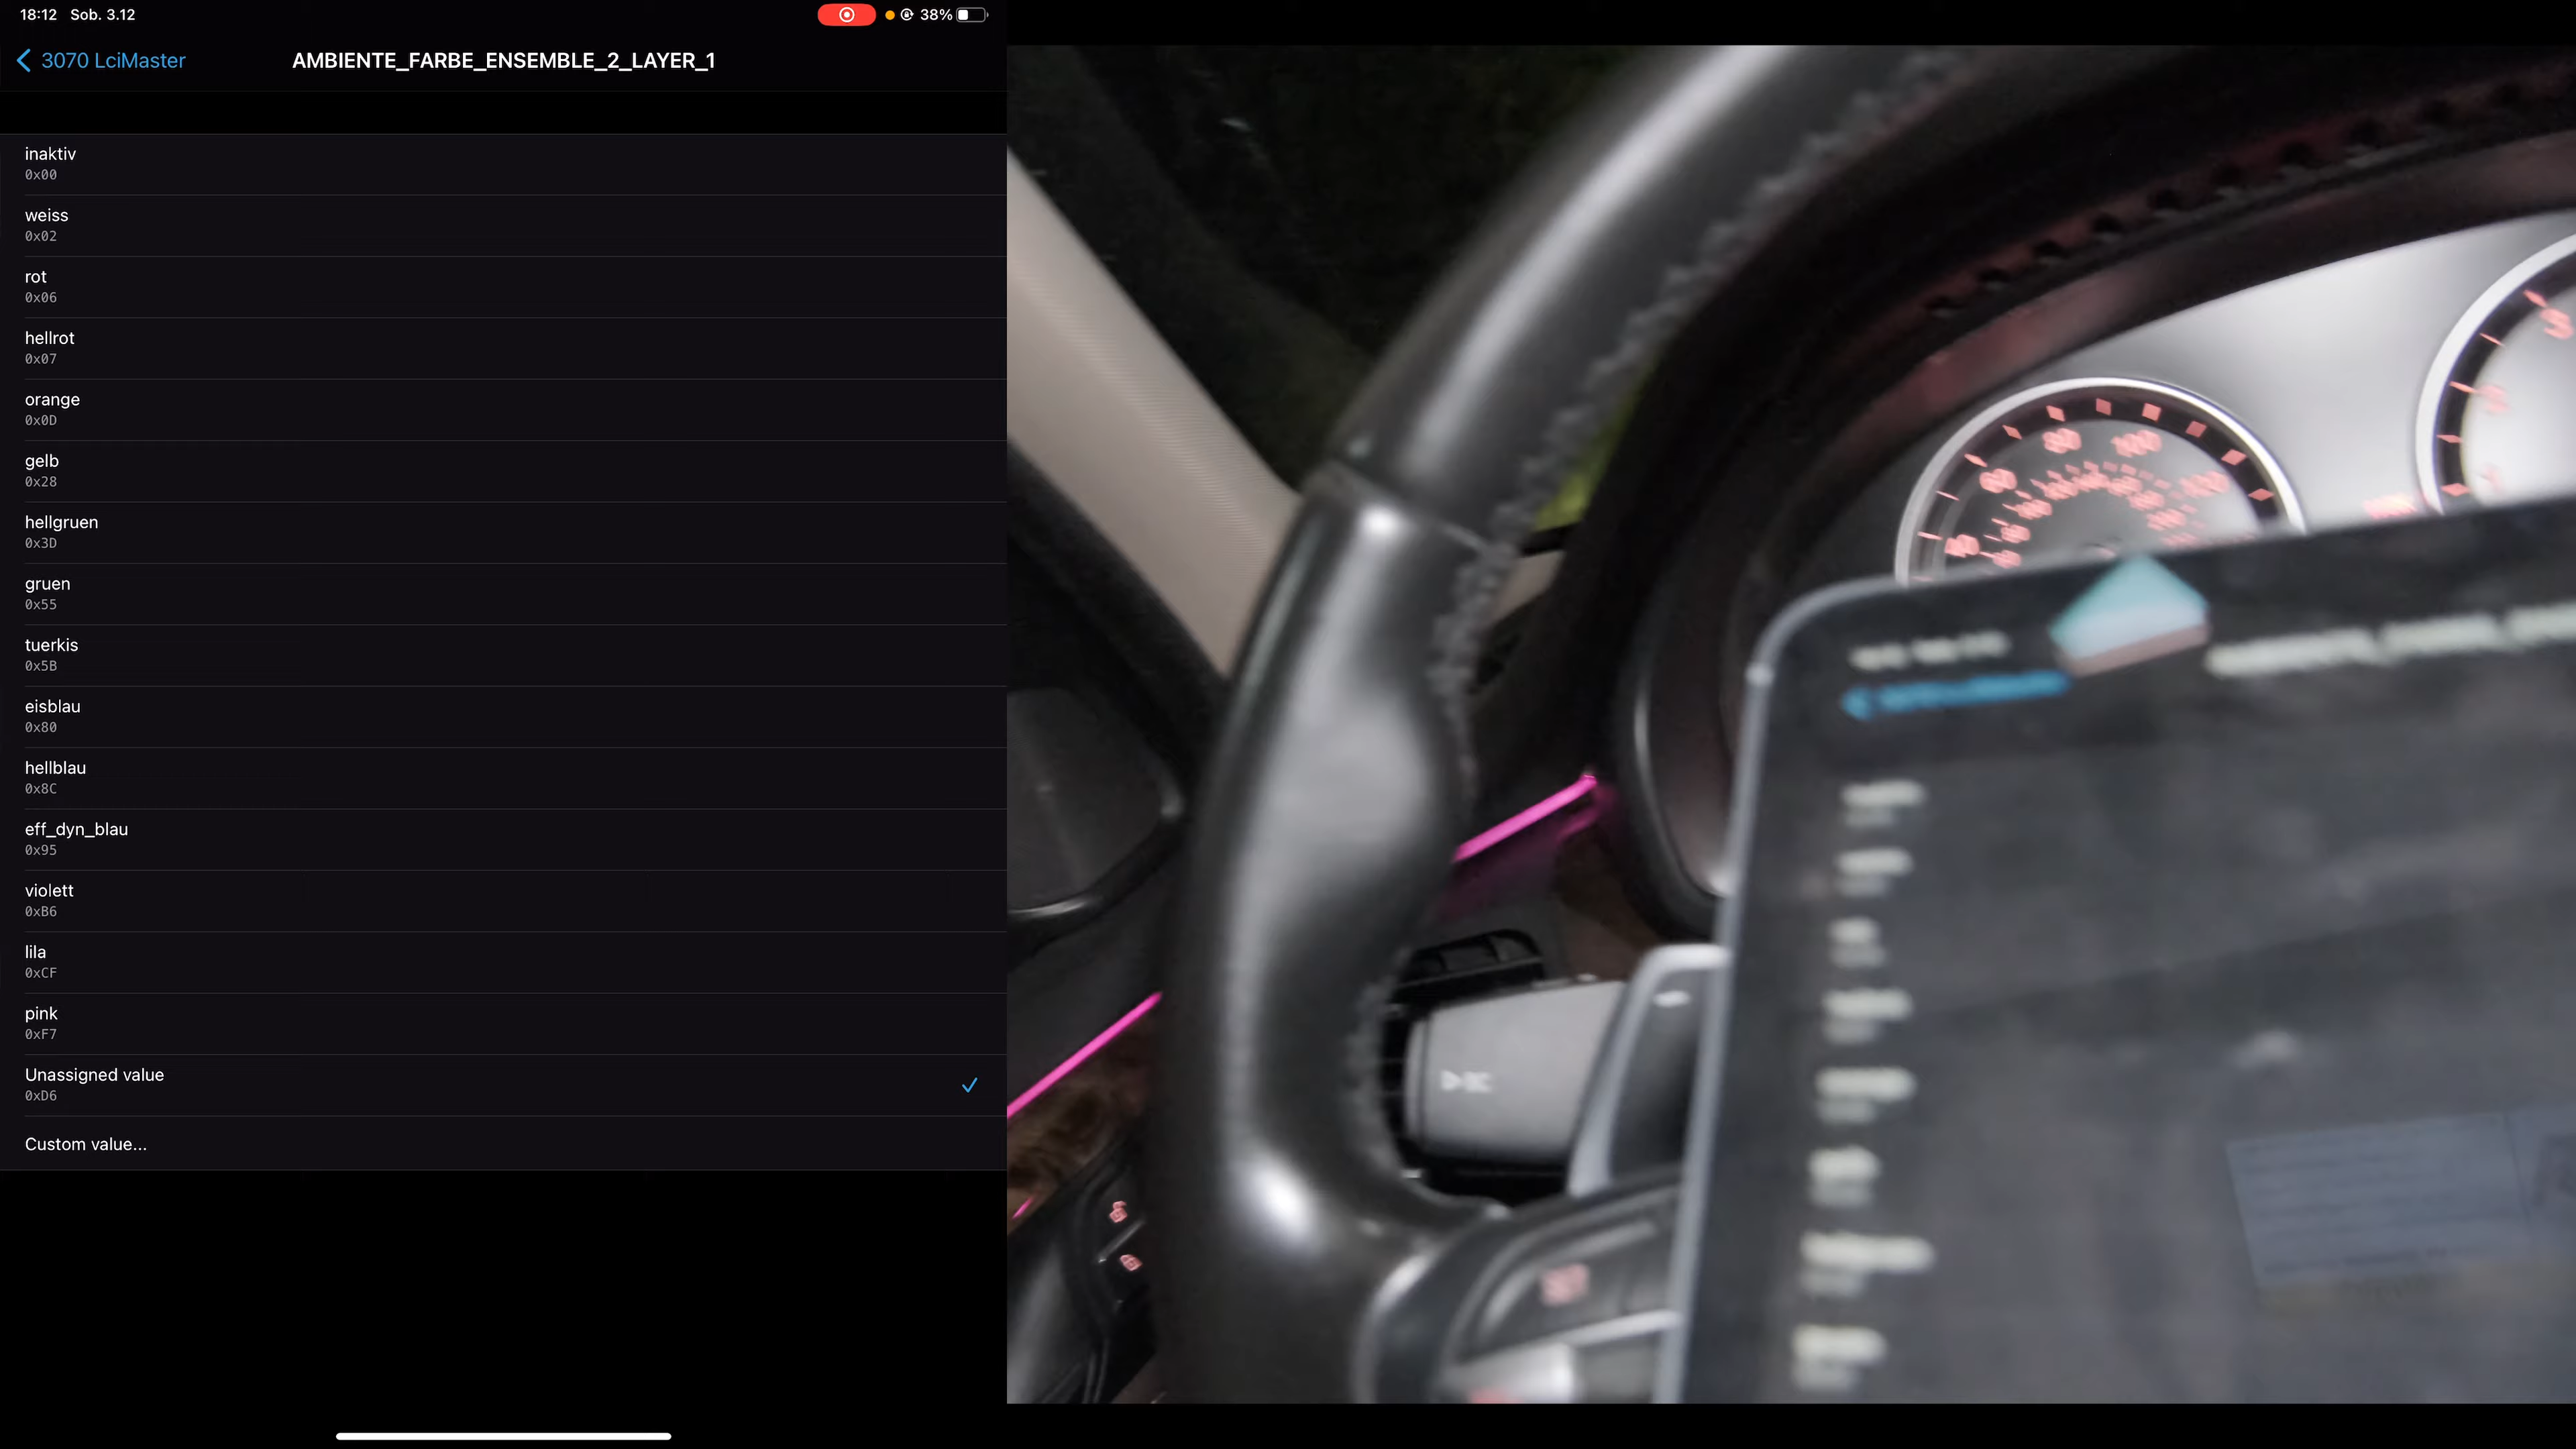 18:12 Sob. 3.12
38%
3070 LciMaster
AMBIENTE_FARBE_ENSEMBLE_2_LAYER_1
inaktiv
0x00
weiss
0x02
rot
0x06
hellrot
0x07
orange
0x0D
gelb
0x28
hellgruen
0x3D
gruen
0x55
tuerkis
0x5B
eisblau
0x80
hellblau
0x8C
eff_dyn_blau
0x95
violett
0xB6
lila
0xCF
pink
0xF7
Unassigned value
0xD6
Custom value...
80 100